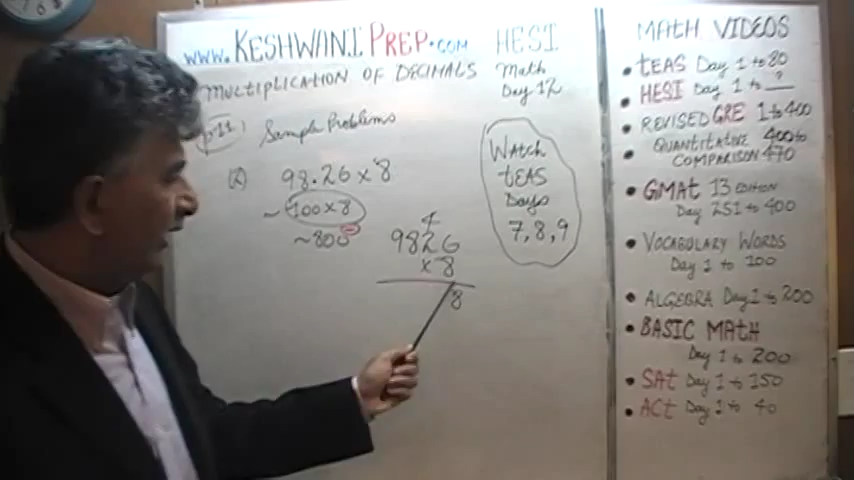 www.KESHWANIPREP.com HESI
MULTIPLICATION OF DECIMALS Math
Day 12
P.11 Sample Problems
98.26 x 8
~100 x 8
~800
4
9826
x 8
8
WATCH
tEAS
Days
7,8,9
MATH VIDEOS
• tEAS Day 1 to 80
• HESI Day 1 to ?
• REVISED GRE 1 to 400
• QUANTITATIVE 400 to
COMPARISON 470
• GMAt 13 EDITION
Day 251 to 400
• VOCABULARY WORDS
Day 1 to 100
• ALGEBRA Day 1 to 200
• BASIC MATH
Day 1 to 200
• SAt Day 1 to 150
• ACt Day 1 to 40